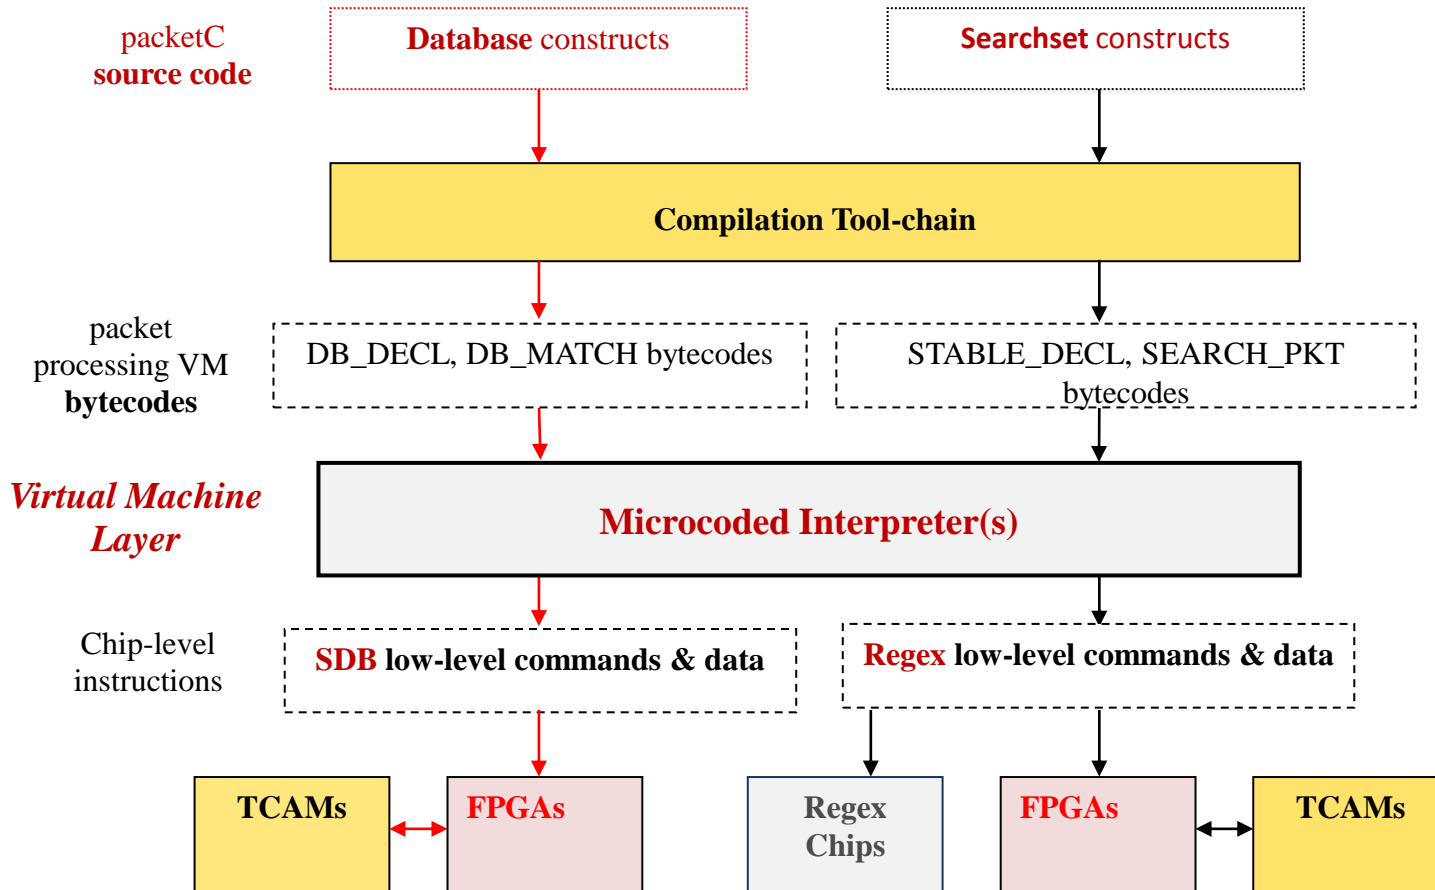 packetC
source code
Database constructs
Searchset constructs
Compilation Tool-chain
packet
processing VM
bytecodes
DB_DECL, DB_MATCH bytecodes
STABLE_DECL, SEARCH_PKT
bytecodes
Virtual Machine
Layer
Microcoded Interpreter(s)
Chip-level
instructions
SDB low-level commands & data
Regex low-level commands & data
TCAMs
FPGAs
Regex
Chips
FPGAs
TCAMs